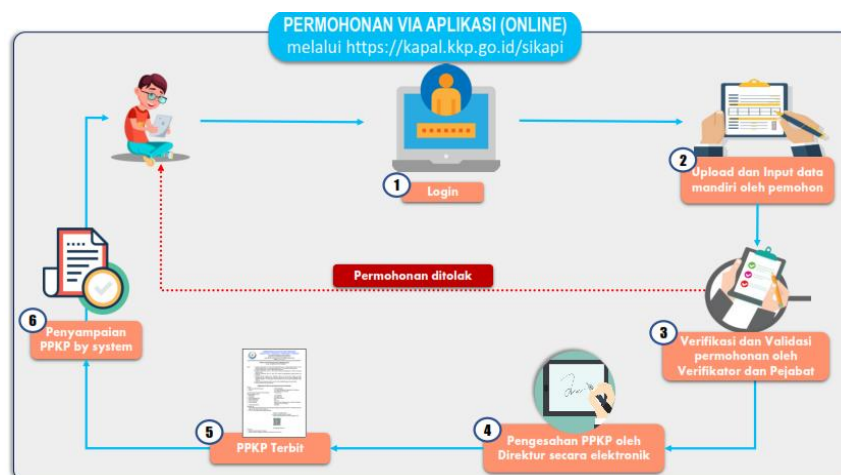 PERMOHONAN VIA APLIKASI (ONLINE)
melalui https://kapal.kkp.go.id/sikapi
1
Login
2
Upload dan Input data
mandiri oleh pemohon
Permohonan ditolak
3
Verifikasi dan Validasi
permohonan oleh
Verifikator dan Pejabat
4
Pengesahan PPKP oleh
Direktur secara elektronik
5
PPKP Terbit
6
Penyampaian
PPKP by system